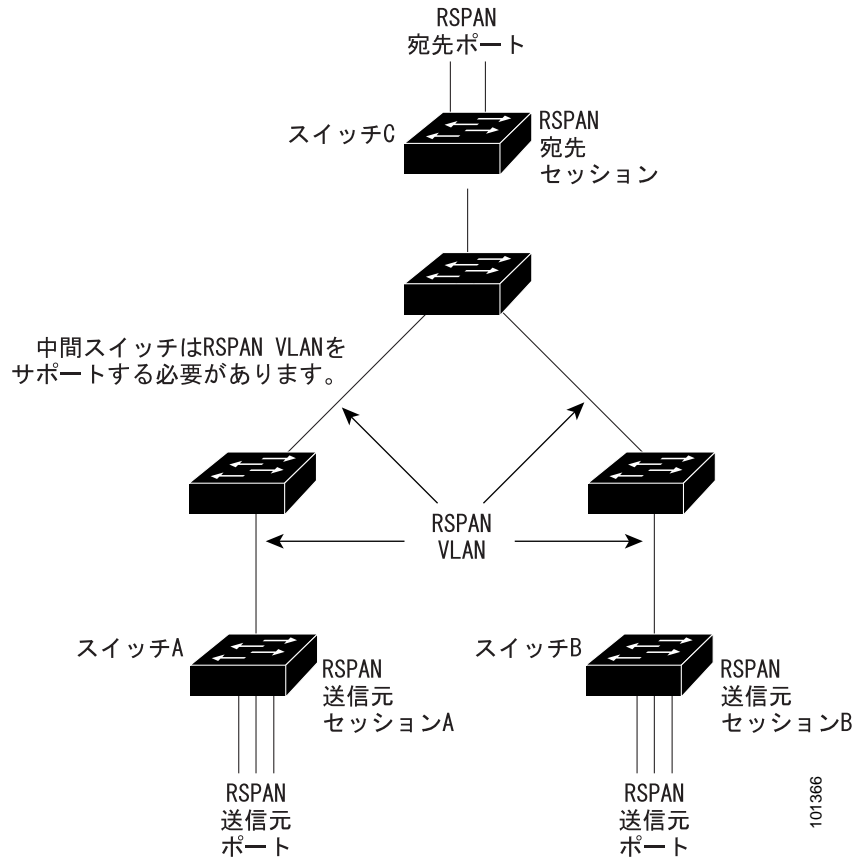 RSPAN
宛先ポート
スイッチC
RSPAN
宛先
セッション
中間スイッチはRSPAN VLANを
サポートする必要があります。
RSPAN
VLAN
スイッチA
RSPAN
送信元
セッションA
スイッチB
RSPAN
送信元
セッションB
RSPAN
送信元
ポート
RSPAN
送信元
ポート
101366